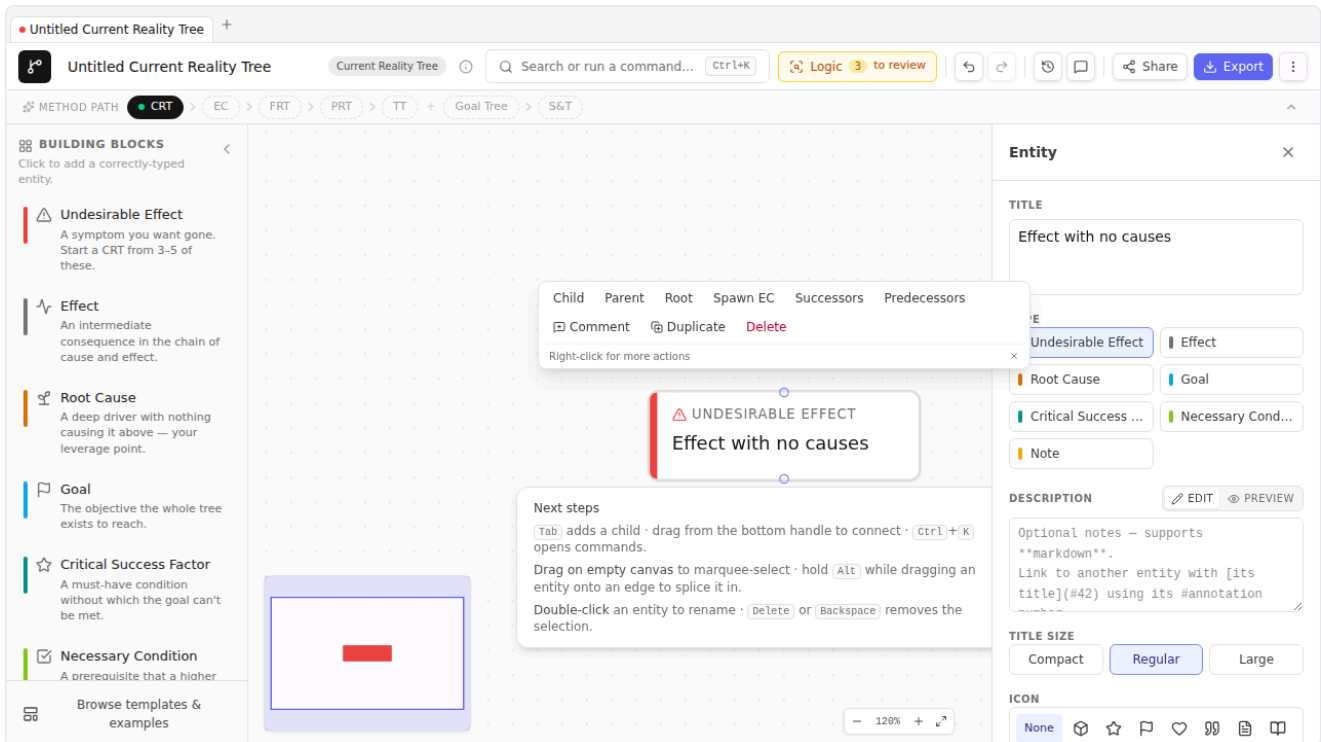 Untitled Current Reality Tree
+
Untitled Current Reality Tree
Current Reality Tree
Search or run a command...
Ctrl+K
Logic 3 to review
Share
Export
METHOD PATH
CRT
EC
FRT
PRT
TT
+
Goal Tree
S&T
BUILDING BLOCKS
Click to add a correctly-typed
entity.
Undesirable Effect
A symptom you want gone.
Start a CRT from 3–5 of
these.
Effect
An intermediate
consequence in the chain of
cause and effect.
Root Cause
A deep driver with nothing
causing it above — your
leverage point.
Goal
The objective the whole tree
exists to reach.
Critical Success Factor
A must-have condition
without which the goal can't
be met.
Necessary Condition
A prerequisite that a higher
Browse templates &
examples
Child Parent Root Spawn EC Successors Predecessors
Comment Duplicate Delete
Right-click for more actions
UNDESIRABLE EFFECT
Effect with no causes
Next steps
Tab adds a child · drag from the bottom handle to connect · Ctrl+K
opens commands.
Drag on empty canvas to marquee-select · hold Alt while dragging an
entity onto an edge to splice it in.
Double-click an entity to rename · Delete or Backspace removes the
selection.
− 120% +
Entity
TITLE
Effect with no causes
Undesirable Effect
Effect
Root Cause
Goal
Critical Success ...
Necessary Cond...
Note
DESCRIPTION
EDIT
PREVIEW
Optional notes — supports
**markdown**.
Link to another entity with [its
title](#42) using its #annotation
TITLE SIZE
Compact
Regular
Large
ICON
None